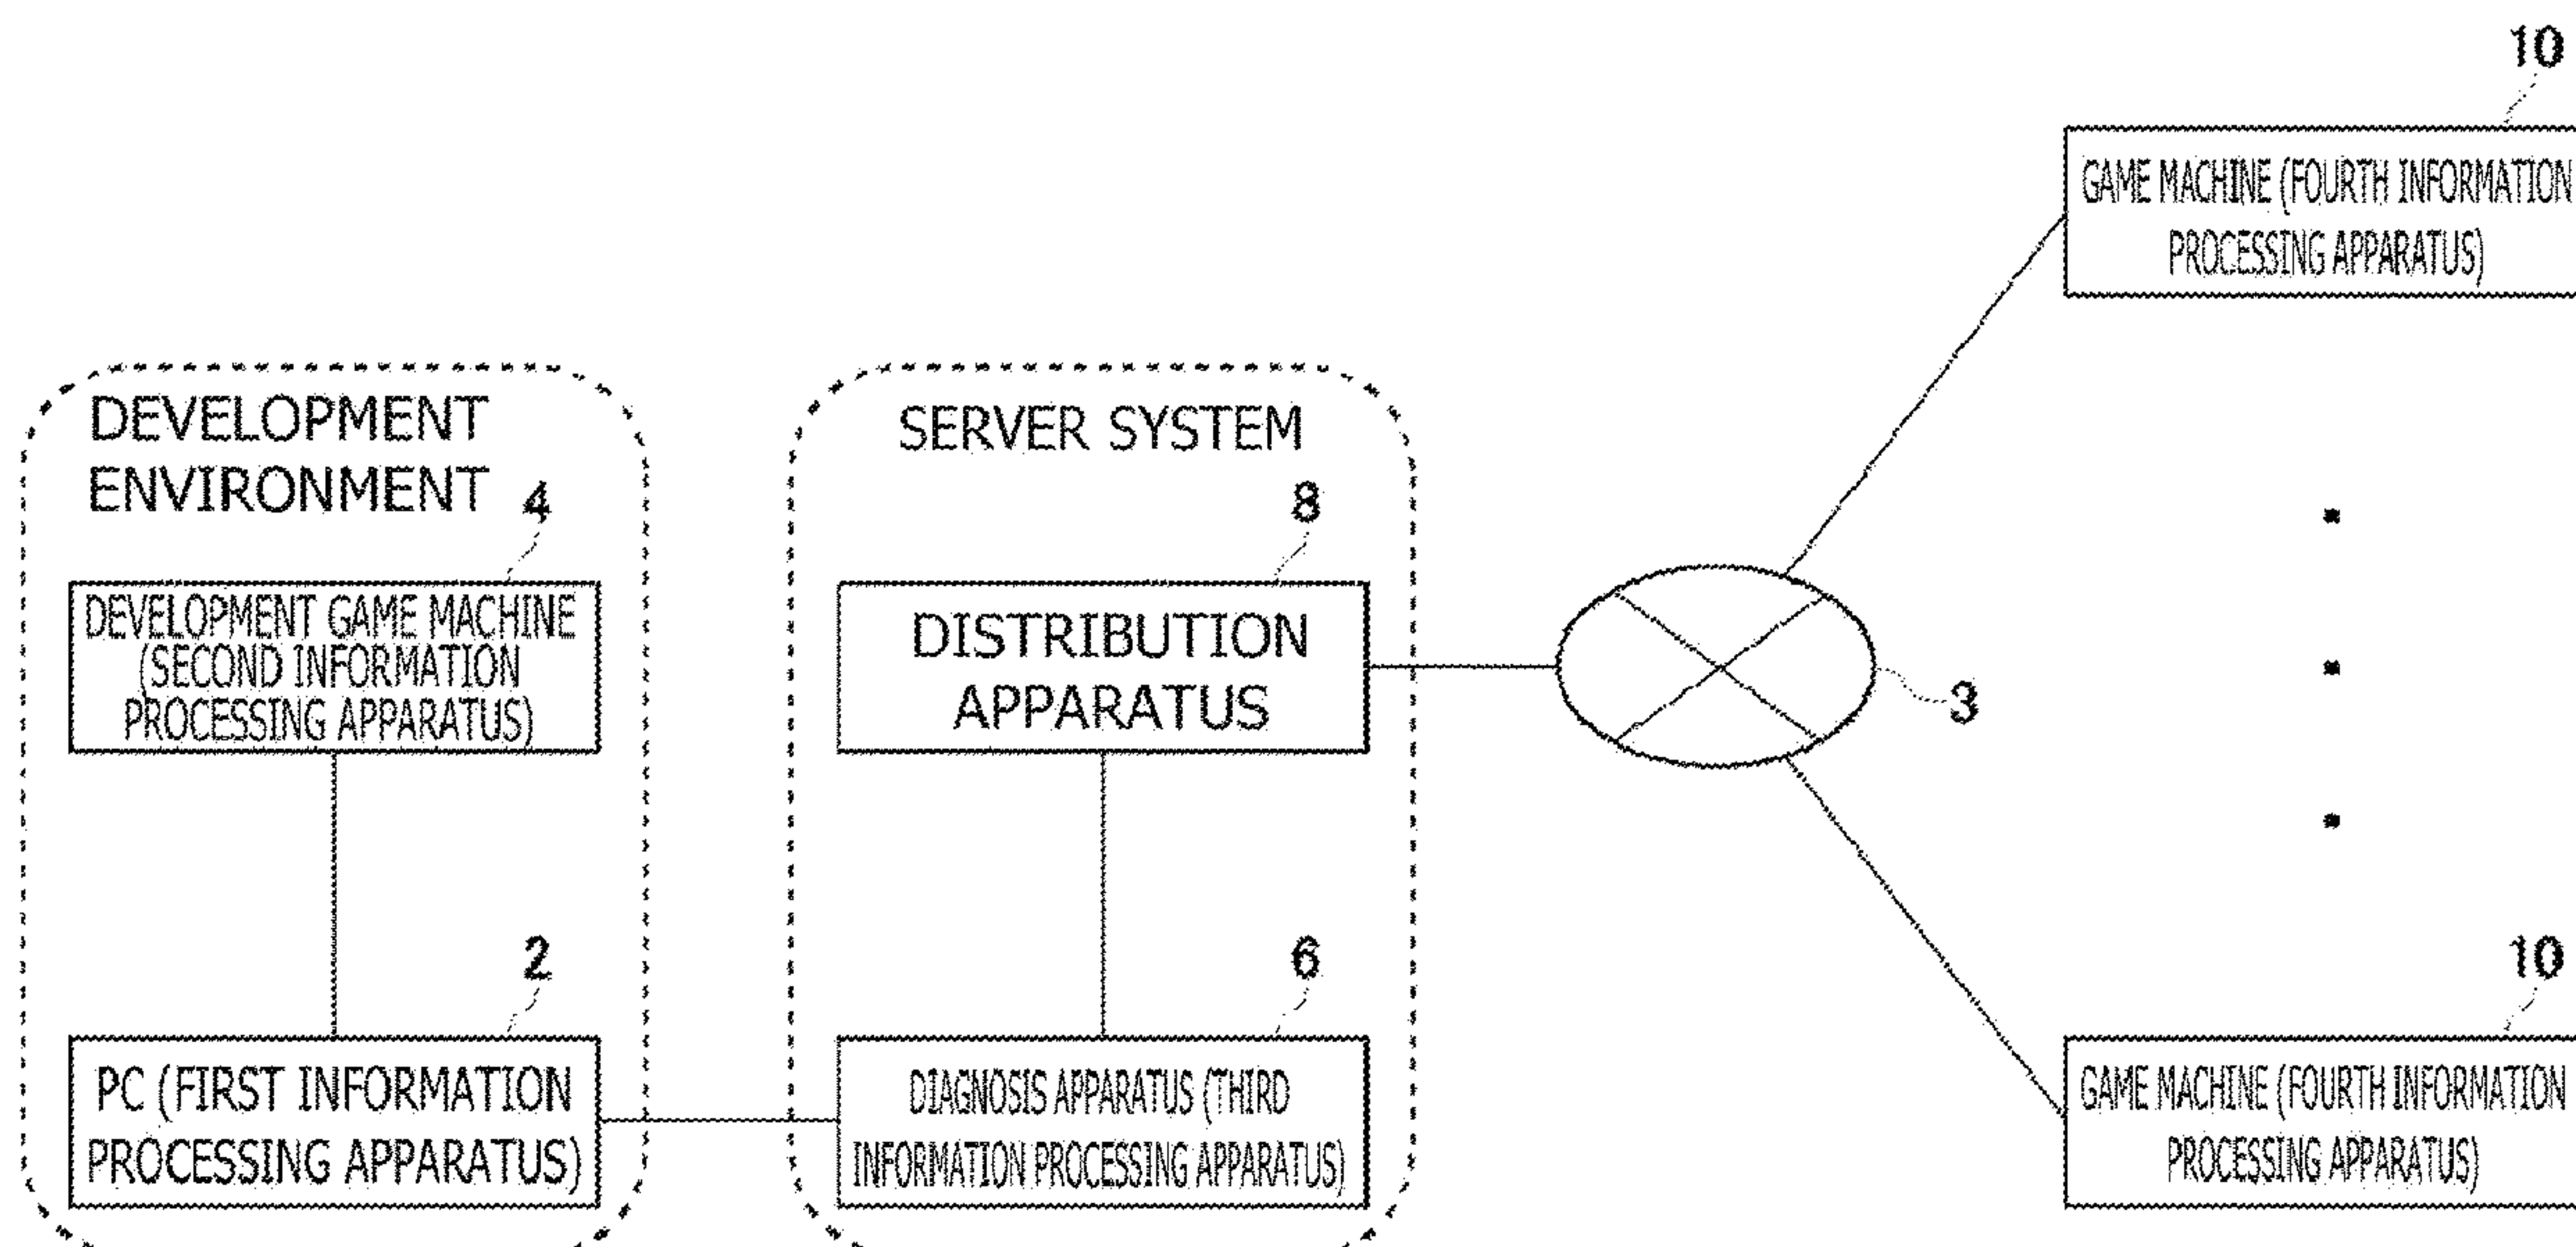 10
GAME MACHINE (FOURTH INFORMATION
PROCESSING APPARATUS)
DEVELOPMENT
ENVIRONMENT
4
DEVELOPMENT GAME MACHINE
(SECOND INFORMATION
PROCESSING APPARATUS)
2
PC (FIRST INFORMATION
PROCESSING APPARATUS)
SERVER SYSTEM
8
DISTRIBUTION
APPARATUS
6
DIAGNOSIS APPARATUS (THIRD
INFORMATION PROCESSING APPARATUS)
3
10
GAME MACHINE (FOURTH INFORMATION
PROCESSING APPARATUS)